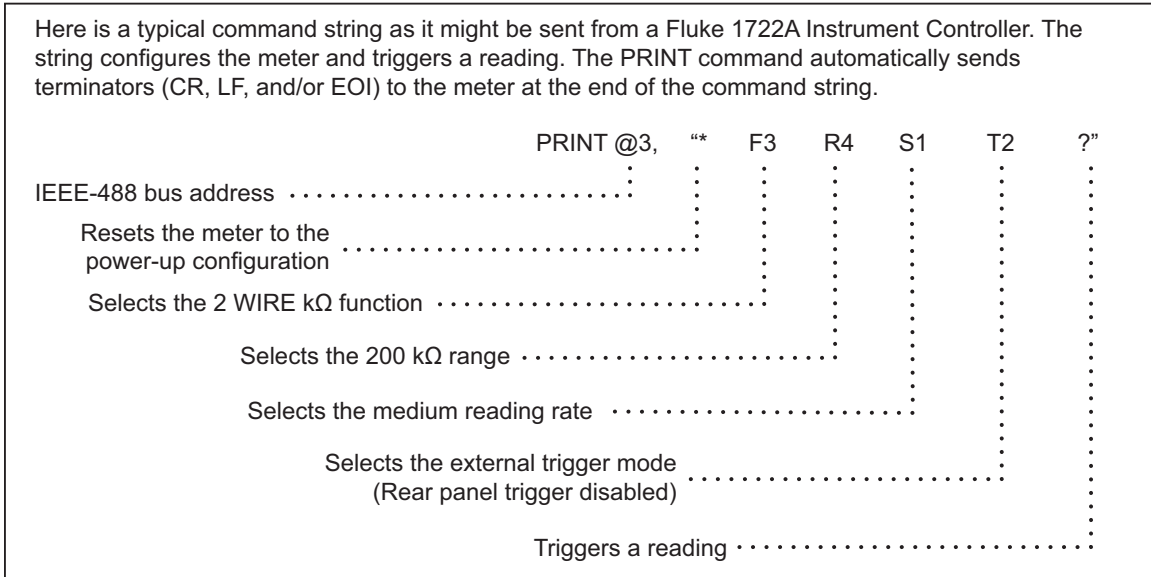 Here is a typical command string as it might be sent from a Fluke 1722A Instrument Controller. The
string configures the meter and triggers a reading. The PRINT command automatically sends
terminators (CR, LF, and/or EOI) to the meter at the end of the command string.
PRINT @3, “* F3 R4 S1 T2 ?”
IEEE-488 bus address
Resets the meter to the
power-up configuration
Selects the 2 WIRE kΩ function
Selects the 200 kΩ range
Selects the medium reading rate
Selects the external trigger mode
(Rear panel trigger disabled)
Triggers a reading